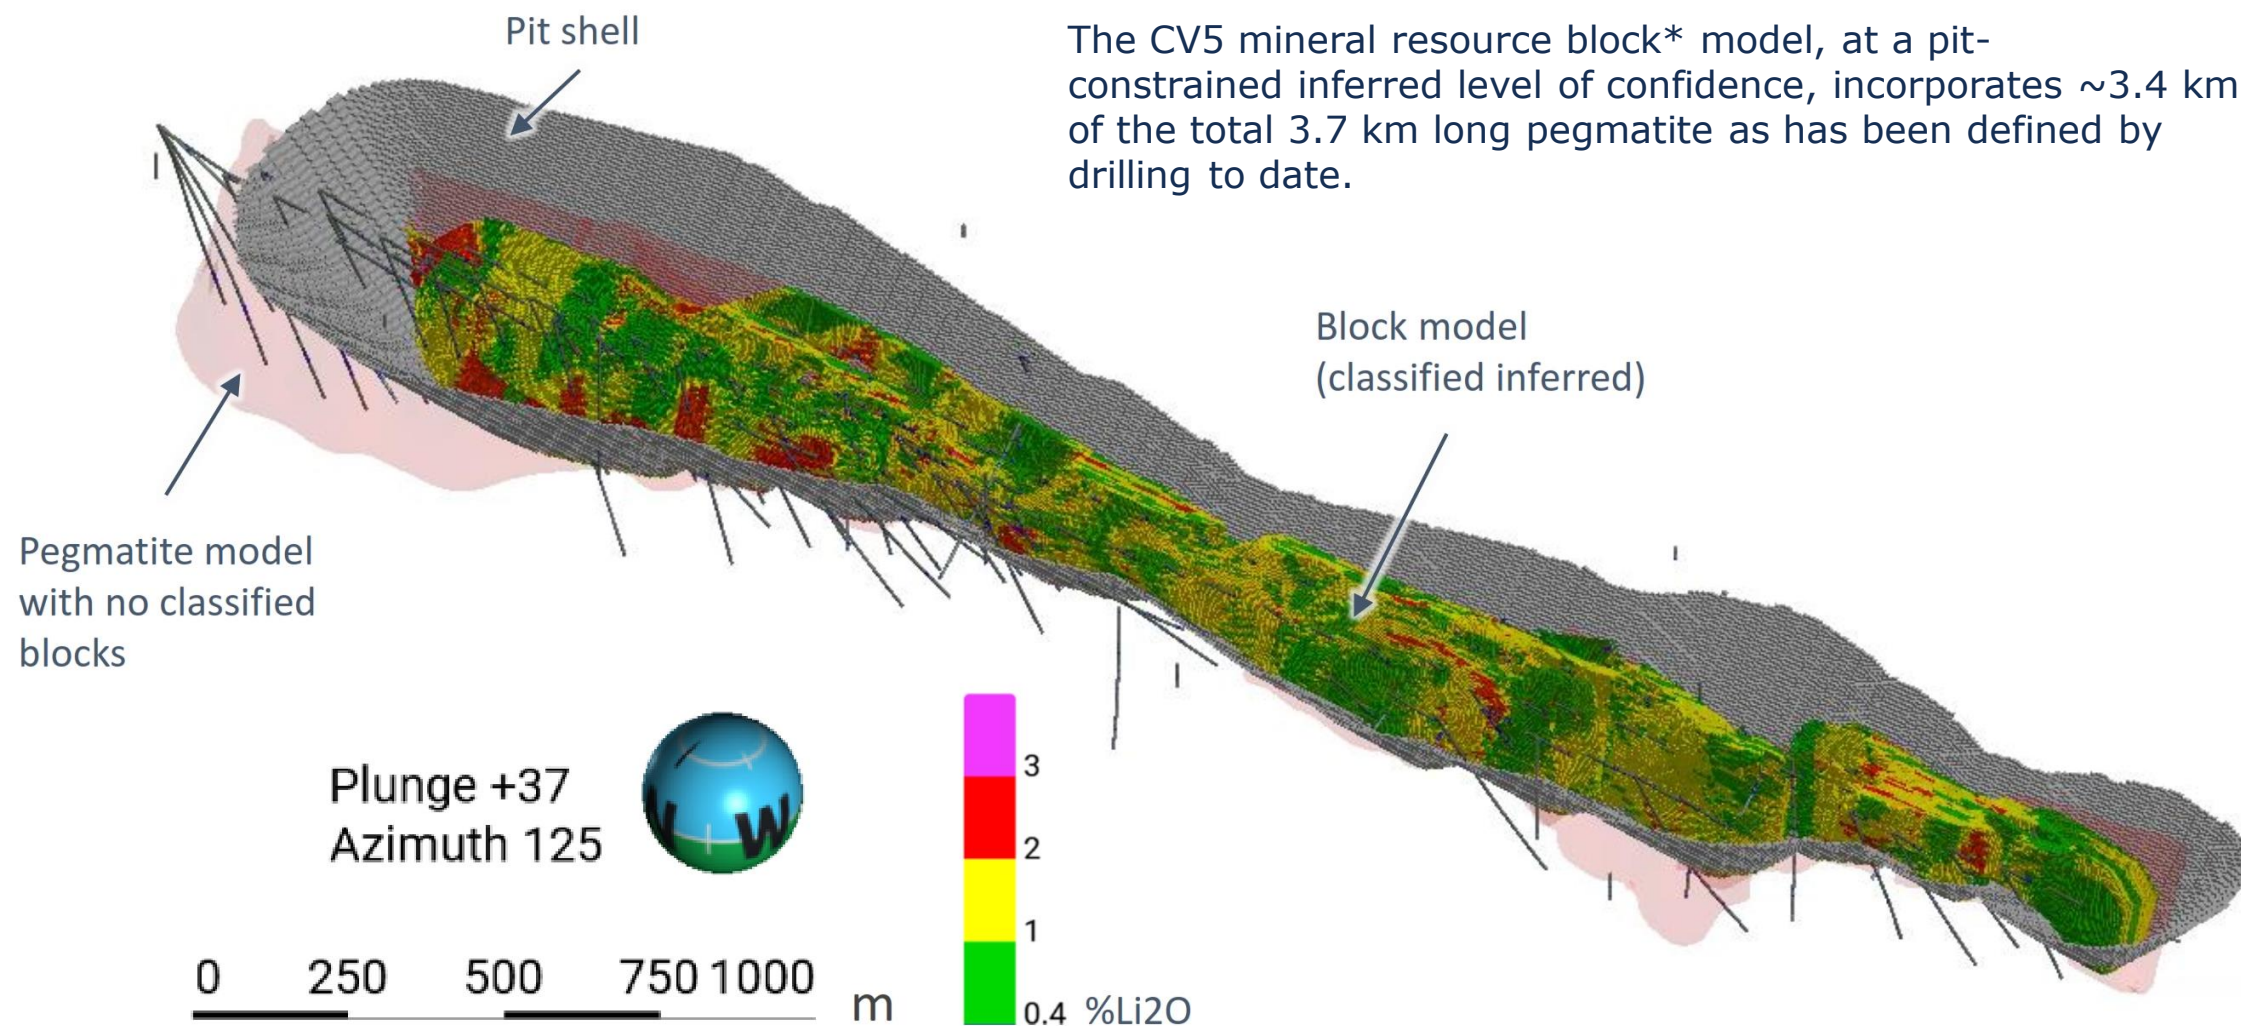 Pit shell
The CV5 mineral resource block* model, at a pit-
constrained inferred level of confidence, incorporates ~3.4 km
of the total 3.7 km long pegmatite as has been defined by
drilling to date.
Block model
(classified inferred)
Pegmatite model
with no classified
blocks
Plunge +37
Azimuth 125
W
0 250 500 750 1000
m
3
2
1
0.4 %Li2O